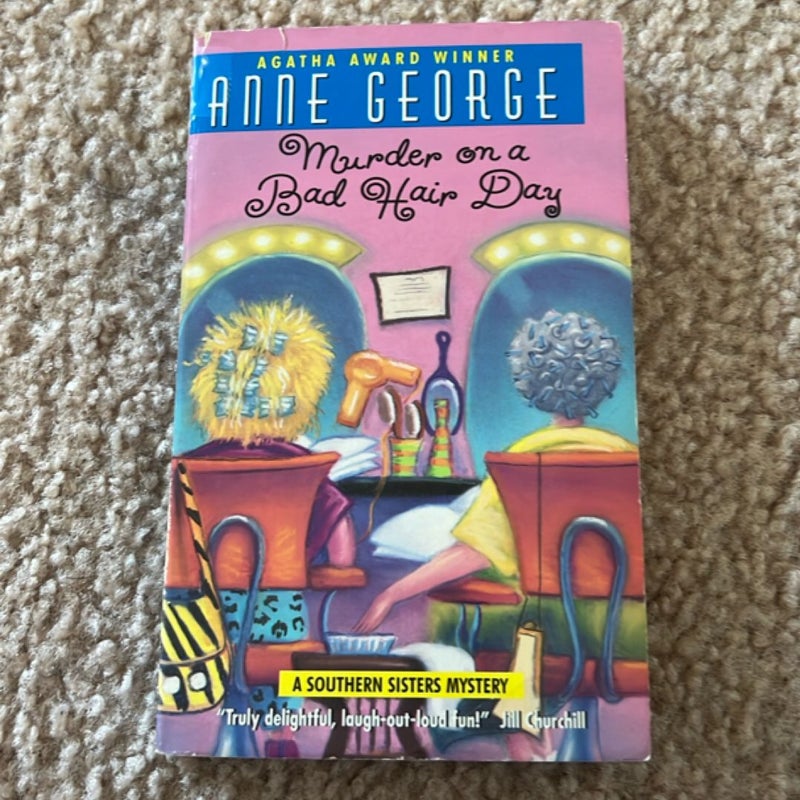 AGATHA AWARD WINNER
ANNE GEORGE
Murder on a
Bad Hair Day
A SOUTHERN SISTERS MYSTERY
"Truly delightful, laugh-out-loud fun!" Jill Churchill